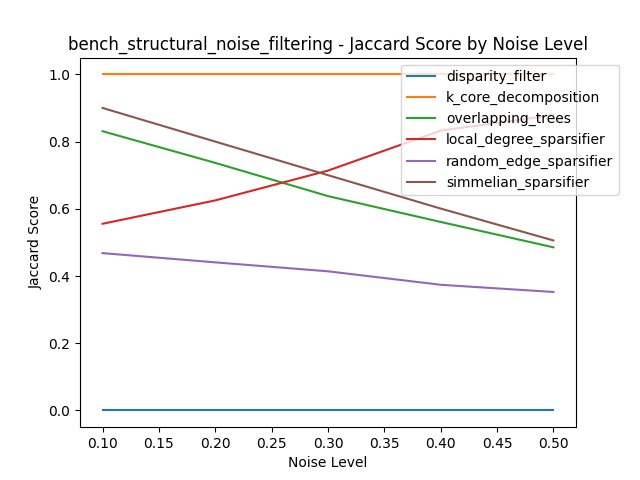 bench_structural_noise_filtering - Jaccard Score by Noise Level
disparity_filter
k_core_decomposition
overlapping_trees
local_degree_sparsifier
random_edge_sparsifier
simmelian_sparsifier
Jaccard Score
1.0
0.8
0.6
0.4
0.2
0.0
0.10 0.15 0.20 0.25 0.30 0.35 0.40 0.45 0.50
Noise Level